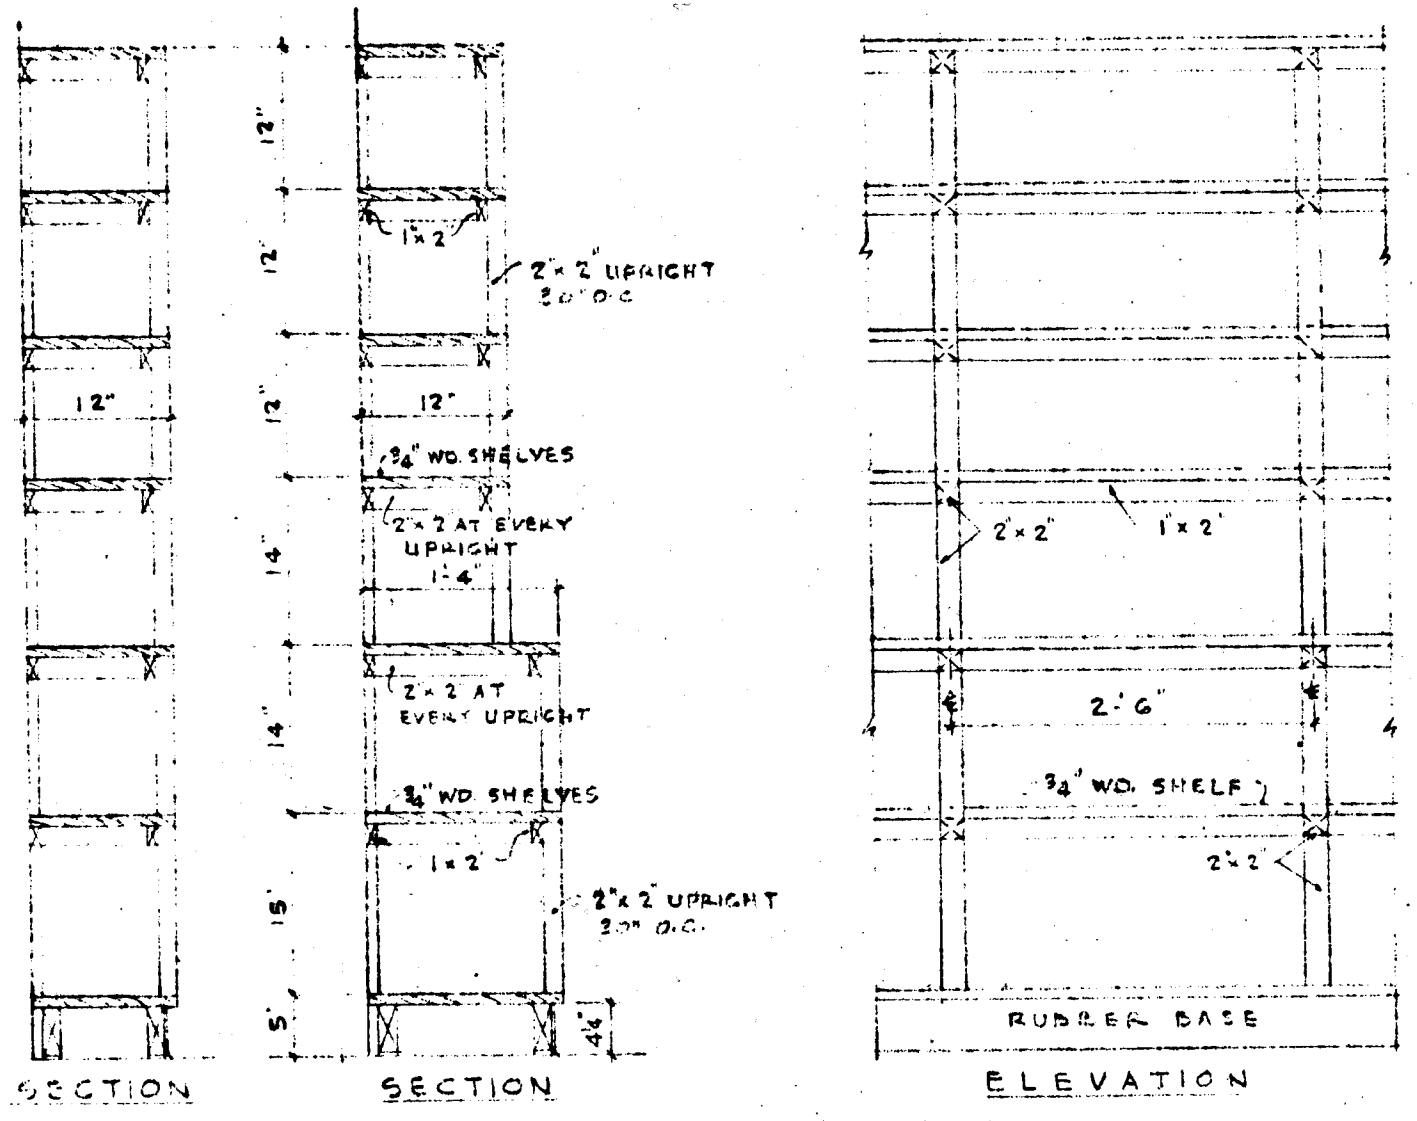 12"
12"
12"
14"
14"
15"
5"
12"
SECTION
1"x 2"
2"x 2" UPRIGHT
30" O.C.
12"
3/4" WD. SHELVES
2"x 2" AT EVERY
UPRIGHT
1'-4"
2"x 2" AT
EVERY UPRIGHT
3/4" WD. SHELVES
1"x 2"
2"x 2" UPRIGHT
30" O.C.
4 1/4"
SECTION
2"x 2"
1"x 2"
2'-6"
3/4" WD. SHELF
2"x 2"
RUBBER BASE
ELEVATION